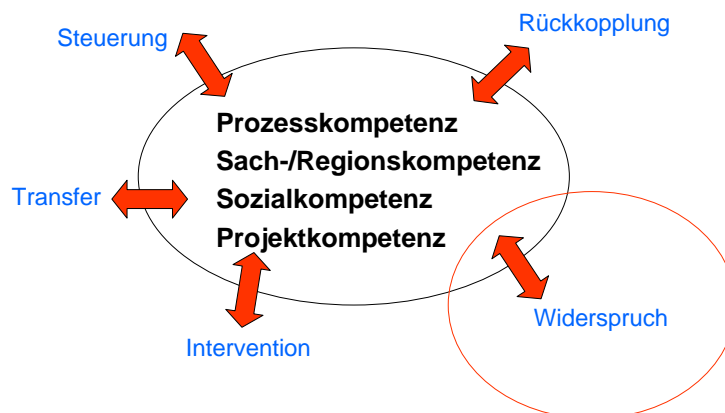 Rückkopplung
Steuerung
Prozesskompetenz
Sach-/Regionskompetenz
Transfer
Sozialkompetenz
Projektkompetenz
Widerspruch
Intervention